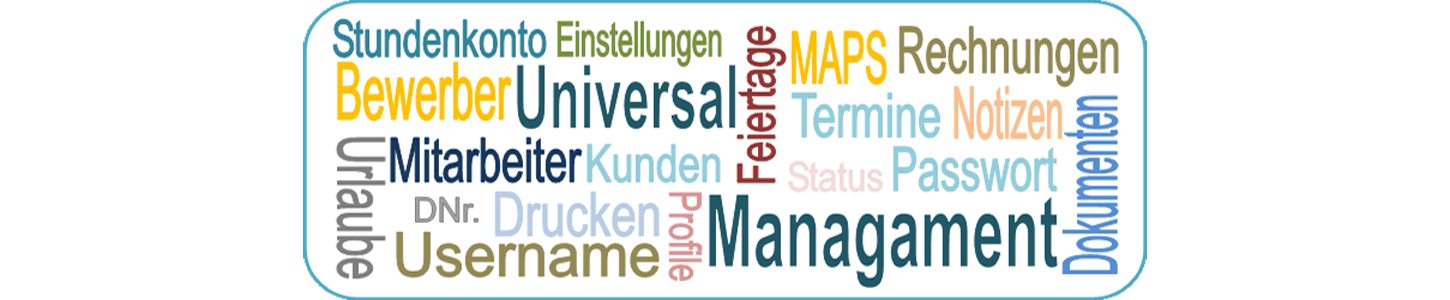 Stundenkonto Einstellungen
Bewerber Universal
Feiertage
MAPS Rechnungen
Termine Notizen
Urlaube
Mitarbeiter Kunden
Status Passwort
Dokumenten
DNr. Drucken
Profile
Username
Managament